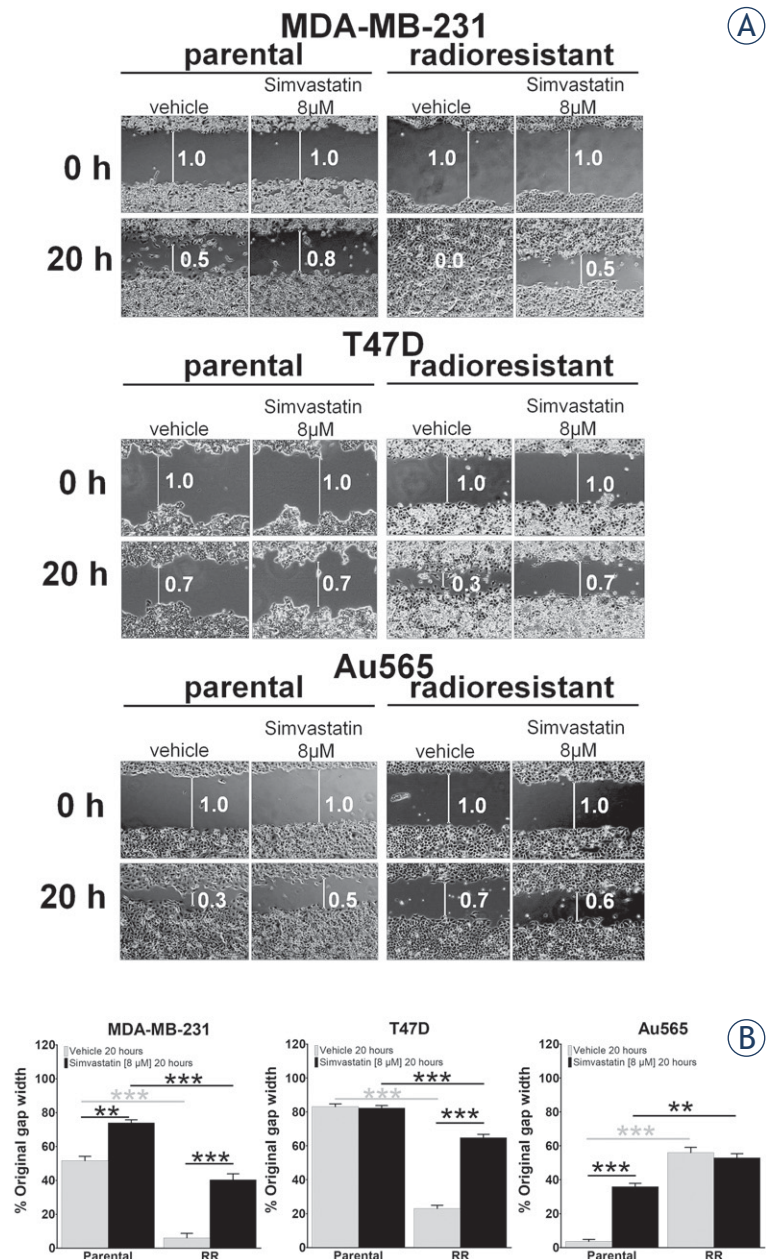 A
MDA-MB-231
parental radioresistant
vehicle Simvastatin 8µM vehicle Simvastatin 8µM
0 h 1.0 1.0 1.0 1.0
20 h 0.5 0.8 0.0 0.5
T47D
parental radioresistant
vehicle Simvastatin 8µM vehicle Simvastatin 8µM
0 h 1.0 1.0 1.0 1.0
20 h 0.7 0.7 0.3 0.7
Au565
parental radioresistant
vehicle Simvastatin 8µM vehicle Simvastatin 8µM
0 h 1.0 1.0 1.0 1.0
20 h 0.3 0.5 0.7 0.6
B
MDA-MB-231
% Original gap width
120
100
80
60
40
20
0
Vehicle 20 hours
Simvastatin [8 µM] 20 hours
***
***
**
***
Parental RR
T47D
% Original gap width
120
100
80
60
40
20
0
Vehicle 20 hours
Simvastatin [8 µM] 20 hours
***
***
***
Parental RR
Au565
% Original gap width
120
100
80
60
40
20
0
Vehicle 20 hours
Simvastatin [8 µM] 20 hours
**
***
***
Parental RR